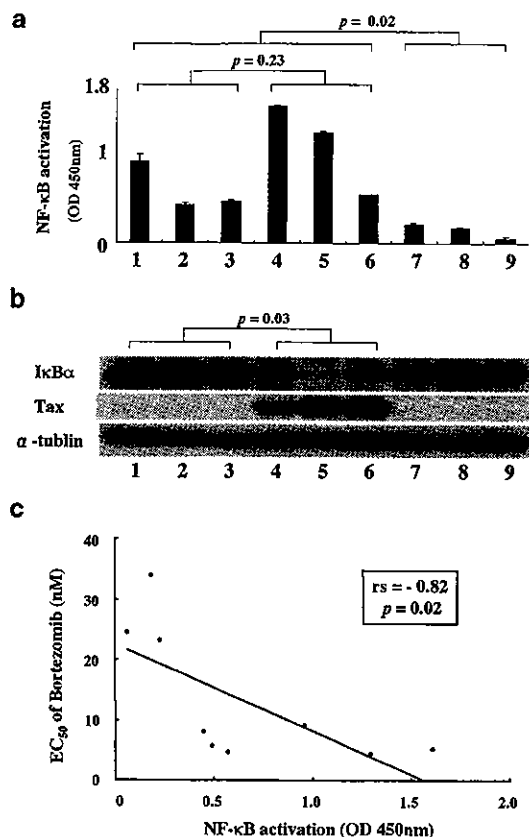 a
p = 0.02
p = 0.23
1.8
1
0
NF-κB activation
(OD 450nm)
1 2 3 4 5 6 7 8 9
b
p = 0.03
IκBα
Tax
α -tublin
1 2 3 4 5 6 7 8 9
c
40
30
20
10
0
EC50 of Bortezomib (nM)
rs = - 0.82
p = 0.02
0 0.5 1.0 1.5 2.0
NF-κB activation (OD 450nm)